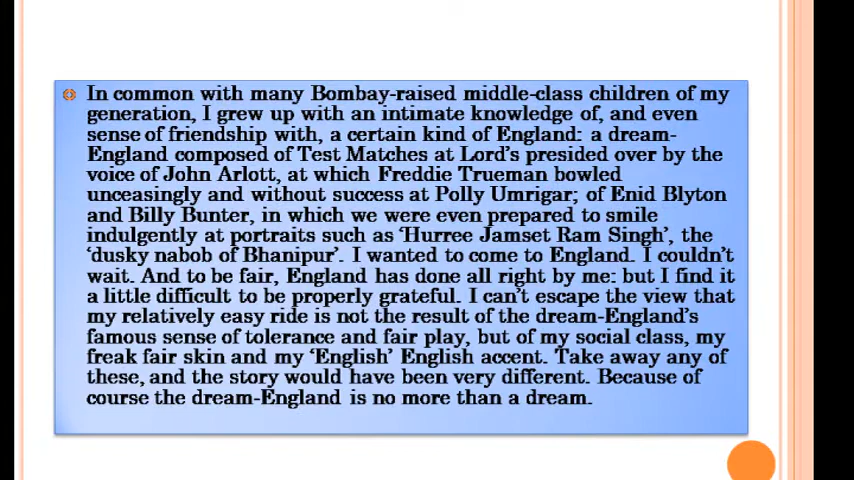 In common with many Bombay-raised middle-class children of my
generation, I grew up with an intimate knowledge of, and even
sense of friendship with, a certain kind of England: a dream-
England composed of Test Matches at Lord's presided over by the
voice of John Arlott, at which Freddie Trueman bowled
unceasingly and without success at Polly Umrigar; of Enid Blyton
and Billy Bunter, in which we were even prepared to smile
indulgently at portraits such as 'Hurree Jamset Ram Singh', the
'dusky nabob of Bhanipur'. I wanted to come to England. I couldn't
wait. And to be fair, England has done all right by me: but I find it
a little difficult to be properly grateful. I can't escape the view that
my relatively easy ride is not the result of the dream-England's
famous sense of tolerance and fair play, but of my social class, my
freak fair skin and my 'English' English accent. Take away any of
these, and the story would have been very different. Because of
course the dream-England is no more than a dream.